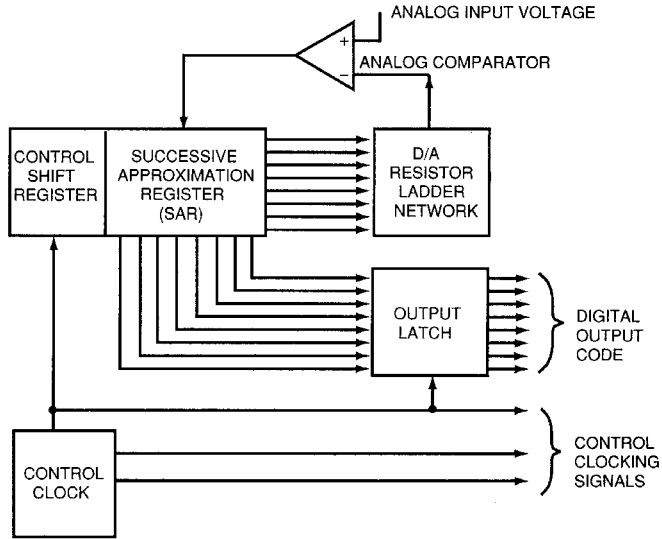 ANALOG INPUT VOLTAGE
+
ANALOG COMPARATOR
−
CONTROL
SHIFT
REGISTER
SUCCESSIVE
APPROXIMATION
REGISTER
(SAR)
D/A
RESISTOR
LADDER
NETWORK
OUTPUT
LATCH
DIGITAL
OUTPUT
CODE
CONTROL
CLOCK
CONTROL
CLOCKING
SIGNALS